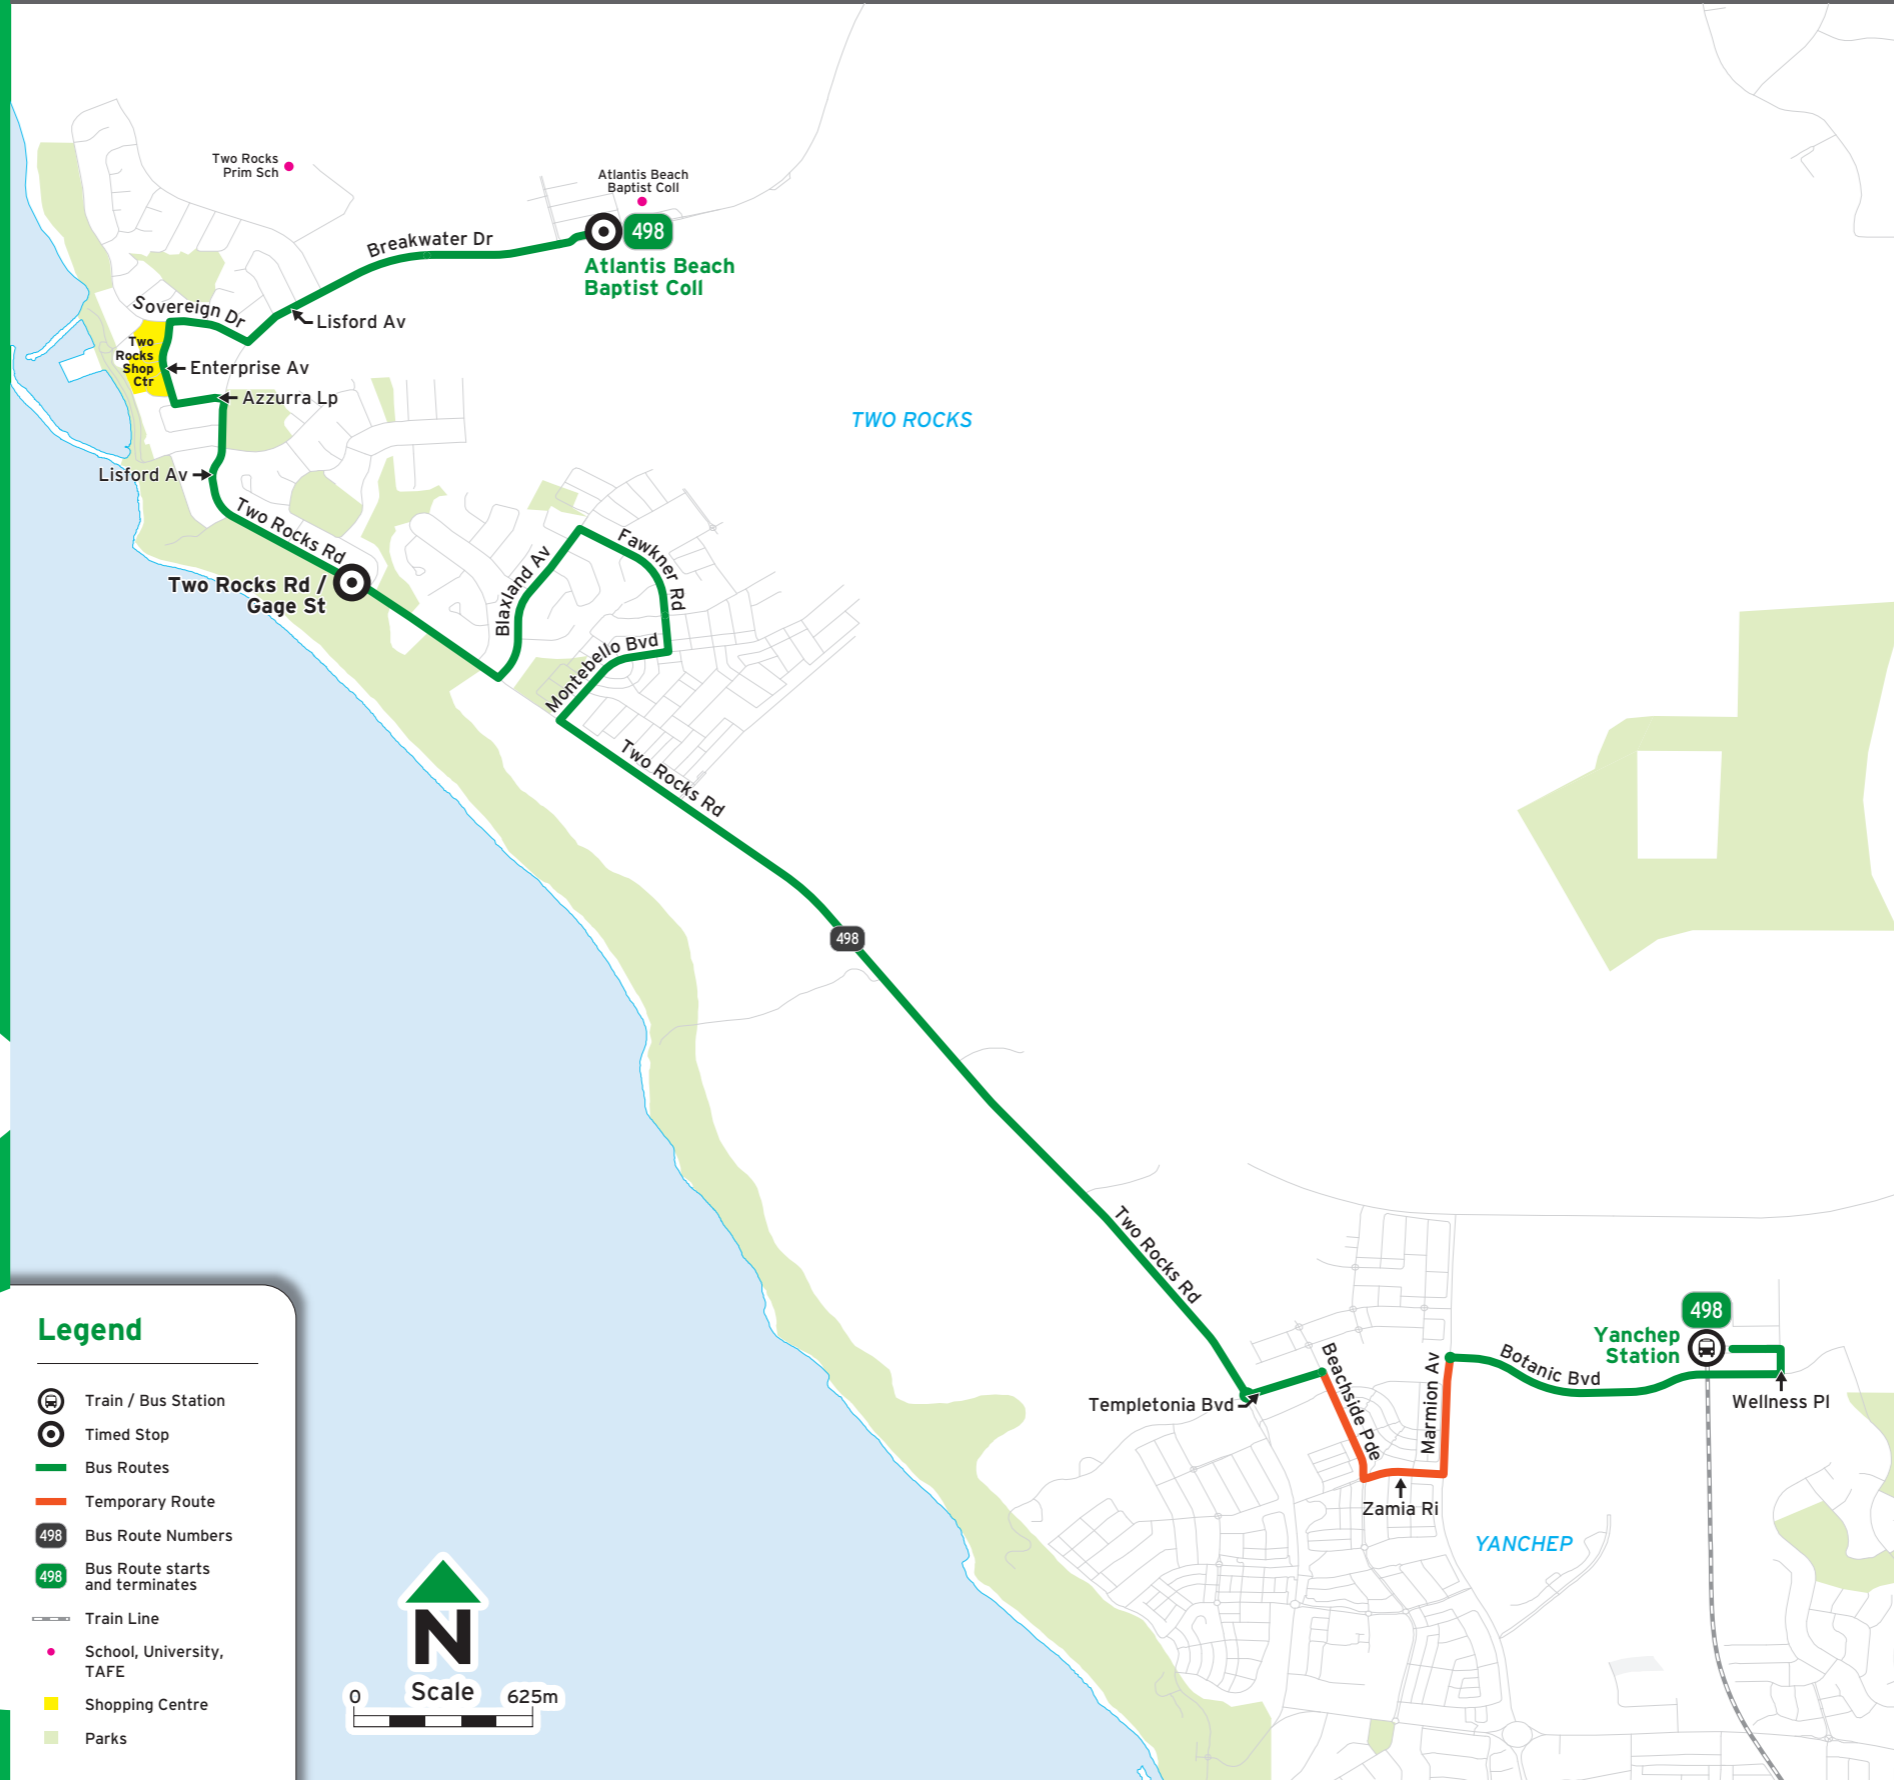 Two Rocks
Prim Sch
Atlantis Beach
Baptist Coll
498
Atlantis Beach
Baptist Coll
Breakwater Dr
Sovereign Dr
Lisford Av
Two
Rocks
Shop
Ctr
Enterprise Av
Azzurra Lp
TWO ROCKS
Lisford Av
Two Rocks Rd
Two Rocks Rd /
Gage St
Blaxland Av
Fawkner Rd
Montebello Bvd
Two Rocks Rd
498
Two Rocks Rd
498
Yanchep
Station
Beachside Pde
Marmion Av
Botanic Bvd
Templetonia Bvd
Wellness Pl
Zamia Ri
YANCHEP
Legend
Train / Bus Station
Timed Stop
Bus Routes
Temporary Route
498
Bus Route Numbers
498
Bus Route starts
and terminates
Train Line
School, University,
TAFE
Shopping Centre
Parks
N
Scale
0
625m